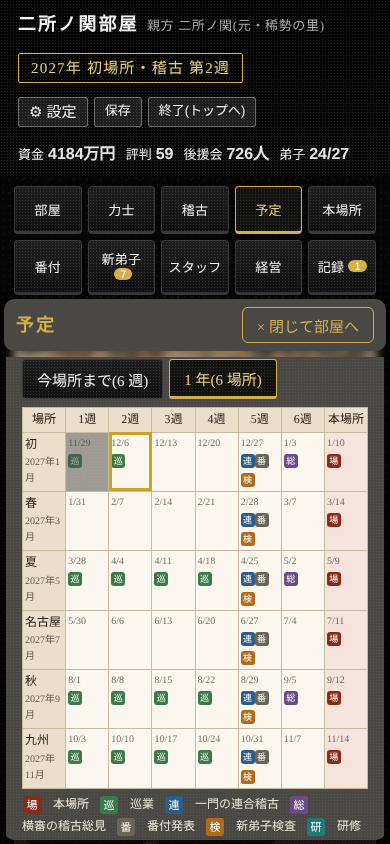 二所ノ関部屋 親方 二所ノ関(元・稀勢の里)
2027年 初場所・稽古 第2週
⚙ 設定 保存 終了(トップへ)
資金 4184万円 評判 59 後援会 726人 弟子 24/27
部屋 力士 稽古 予定 本場所
番付 新弟子 7 スタッフ 経営 記録 1
予定 × 閉じて部屋へ
今場所まで(6 週) 1 年(6 場所)
場所 1週 2週 3週 4週 5週 6週 本場所
初 2027年1月 11/29 巡 12/6 巡 12/13 12/20 12/27 連 番 検 1/3 総 1/10 場
春 2027年3月 1/31 2/7 2/14 2/21 2/28 連 番 検 3/7 3/14 場
夏 2027年5月 3/28 巡 4/4 巡 4/11 巡 4/18 巡 4/25 連 番 検 5/2 総 5/9 場
名古屋 2027年7月 5/30 6/6 6/13 6/20 6/27 連 番 検 7/4 7/11 場
秋 2027年9月 8/1 巡 8/8 巡 8/15 巡 8/22 巡 8/29 連 番 検 9/5 総 9/12 場
九州 2027年11月 10/3 巡 10/10 巡 10/17 巡 10/24 巡 10/31 連 番 検 11/7 11/14 場
場 本場所 巡 巡業 連 一門の連合稽古 総
横審の稽古総見 番 番付発表 検 新弟子検査 研 研修